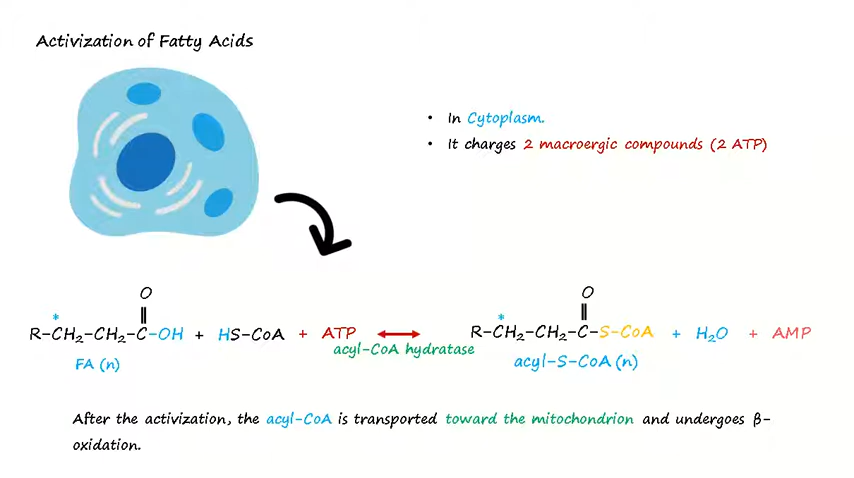 Activization of Fatty Acids
• In Cytoplasm.
• It charges 2 macroergic compounds (2 ATP)
O O
* *
R-CH₂-CH₂-C-OH + HS-CoA + ATP ⟷ R-CH₂-CH₂-C-S-CoA + H₂O + AMP
acyl-CoA hydratase
FA (n) acyl-S-CoA (n)
After the activization, the acyl-CoA is transported toward the mitochondrion and undergoes β-
oxidation.